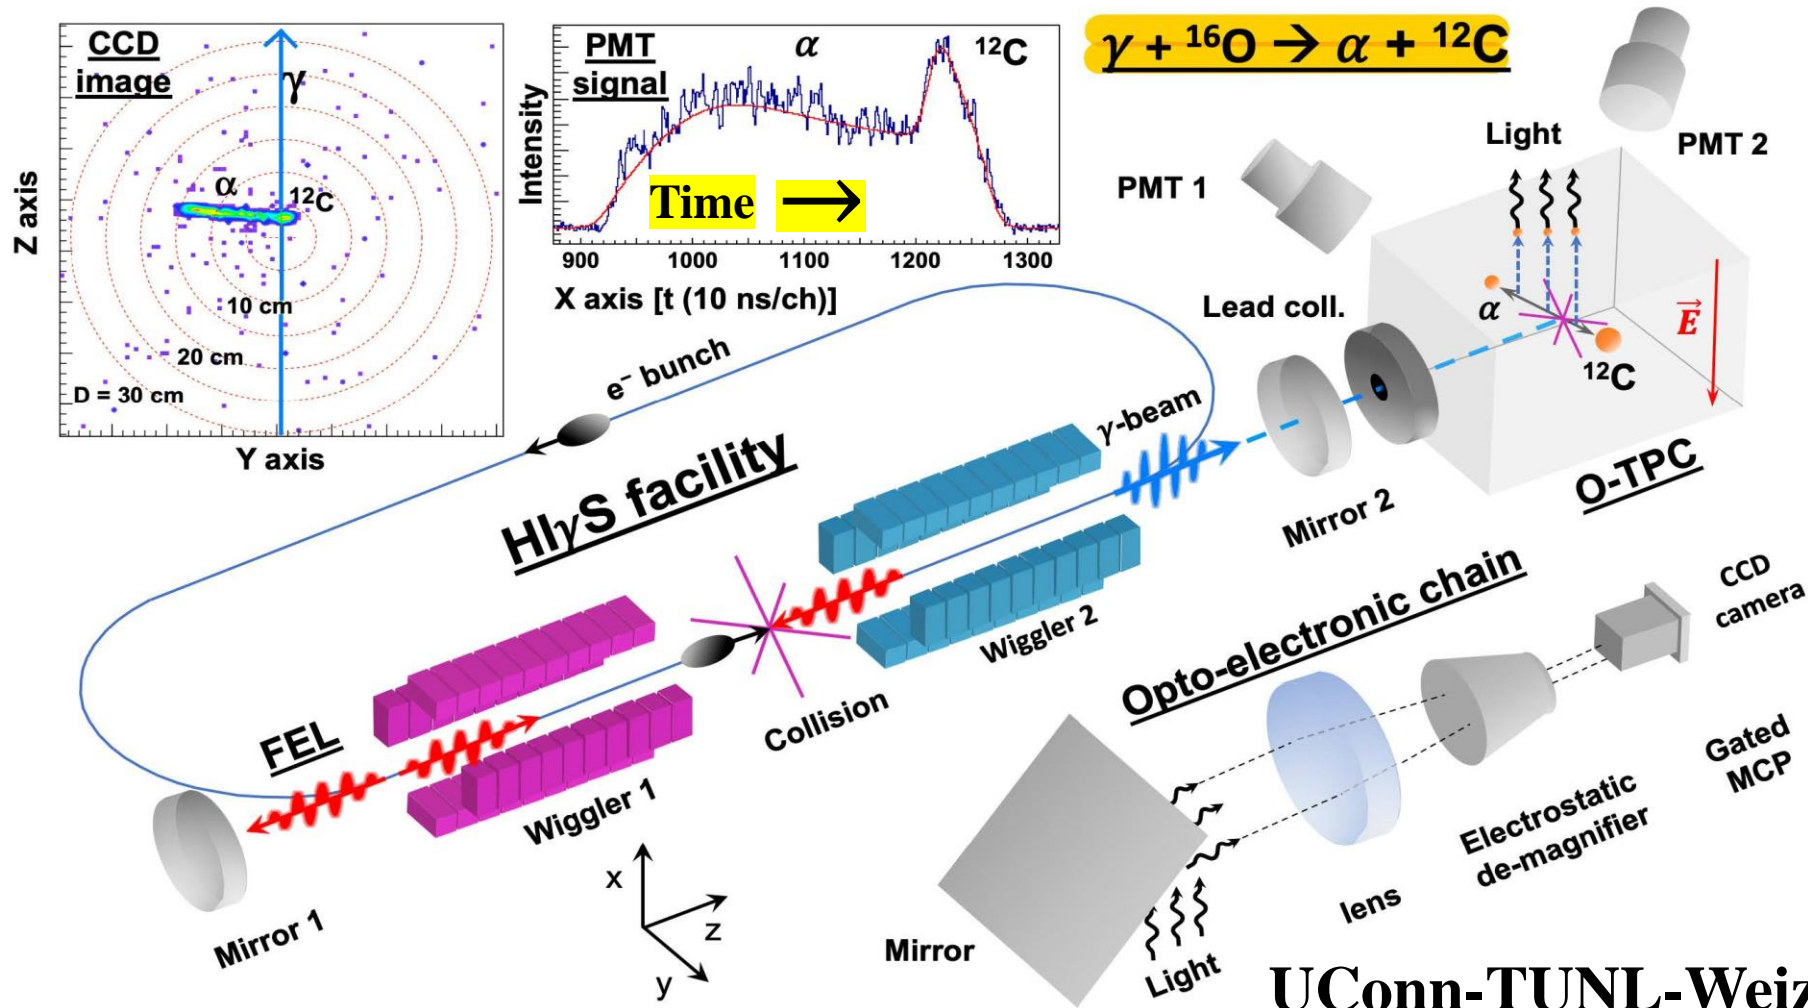 CCD
image
γ
α
¹²C
10 cm
20 cm
D = 30 cm
Z axis
Y axis
PMT
signal
α
¹²C
Intensity
Time →
900 1000 1100 1200 1300
X axis [t (10 ns/ch)]
γ + ¹⁶O → α + ¹²C
Light
PMT 2
PMT 1
Lead coll.
α
¹²C
E
O-TPC
Mirror 2
e⁻ bunch
HIγS facility
γ-beam
Wiggler 2
Collision
FEL
Wiggler 1
Mirror 1
x
z
y
Opto-electronic chain
CCD
camera
Gated
MCP
Electrostatic
de-magnifier
lens
Mirror
Light